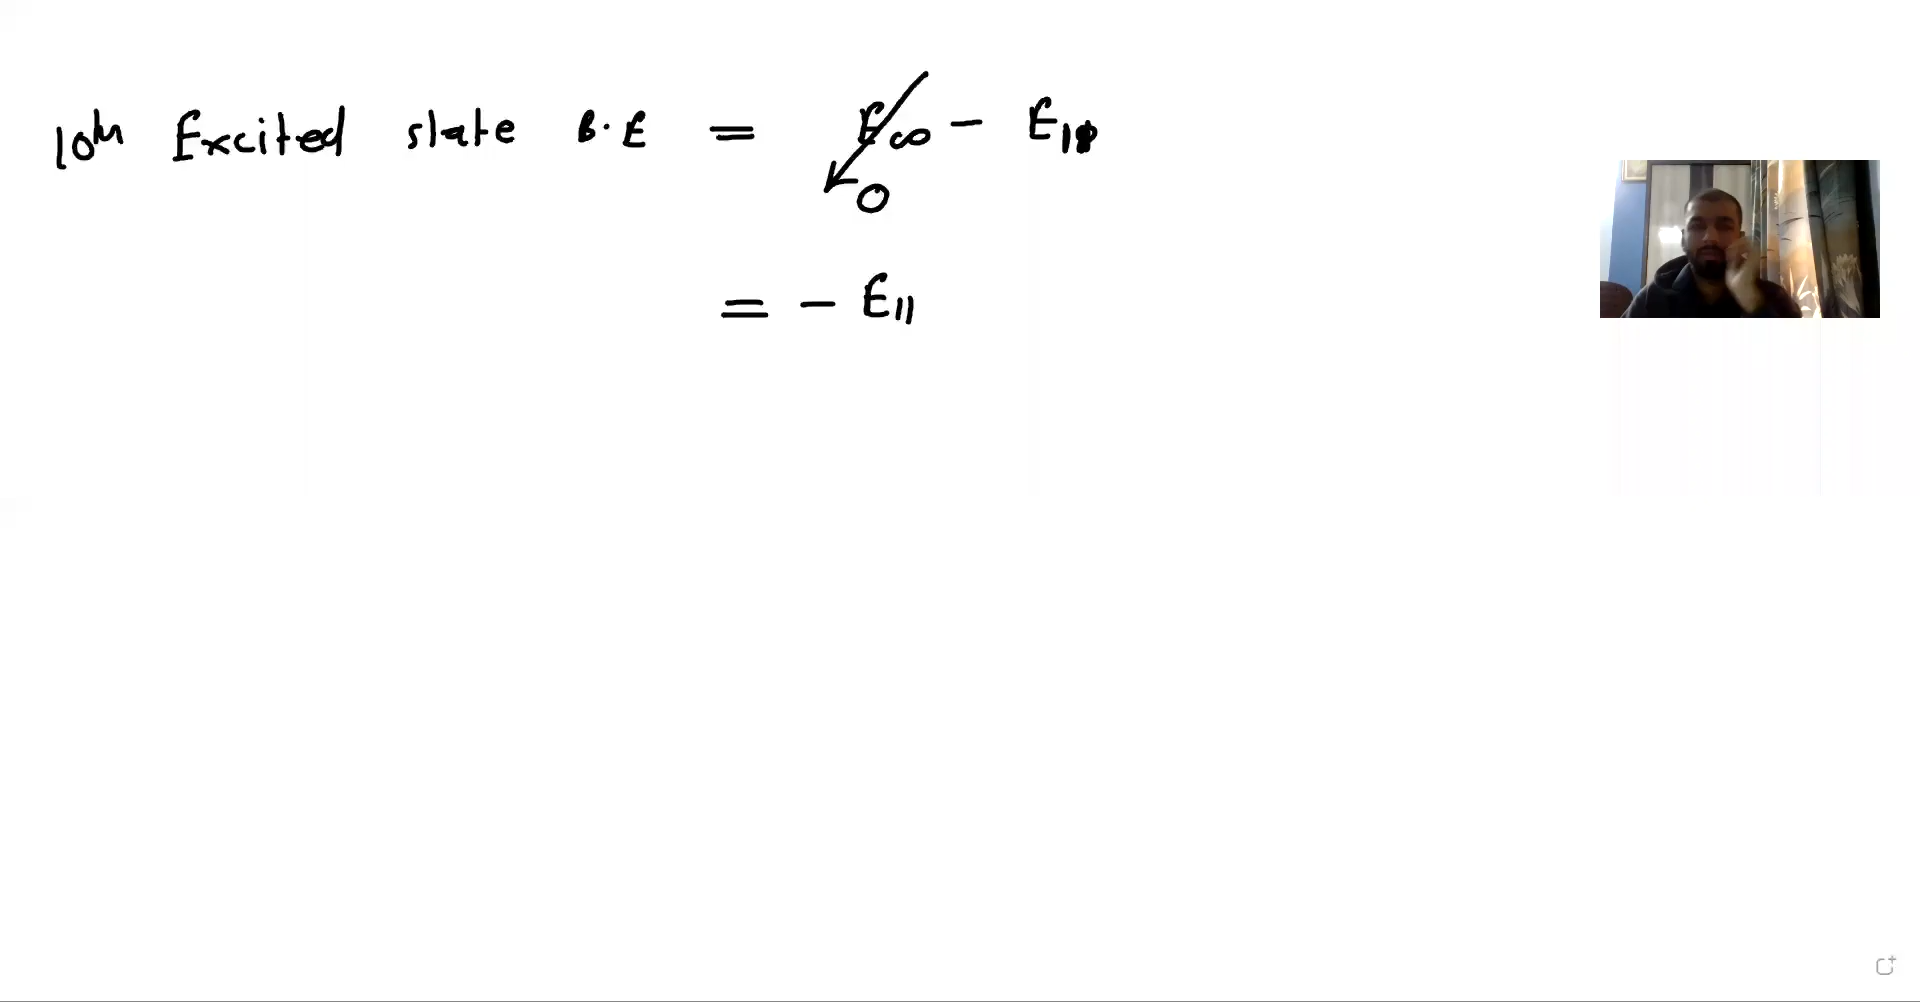 10th Excited state B.E = E∞ - E11
0
= - E11